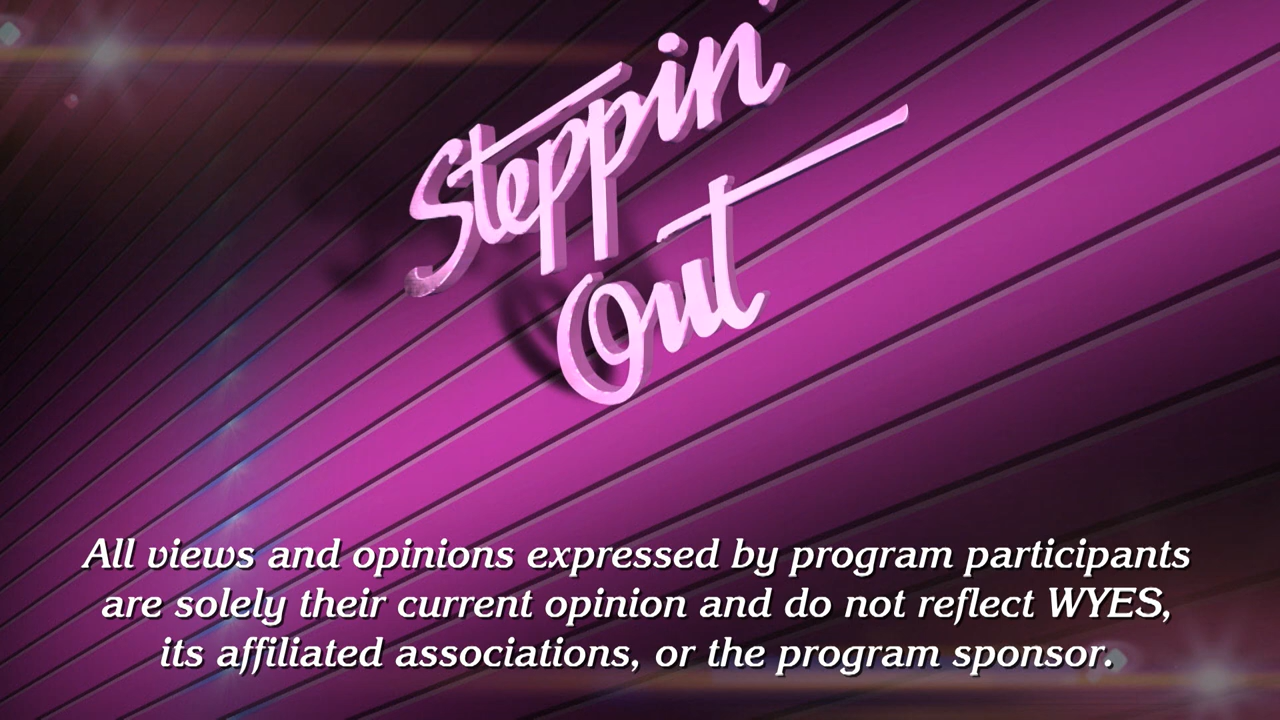 Steppin'
Out
All views and opinions expressed by program participants
are solely their current opinion and do not reflect WYES,
its affiliated associations, or the program sponsor.